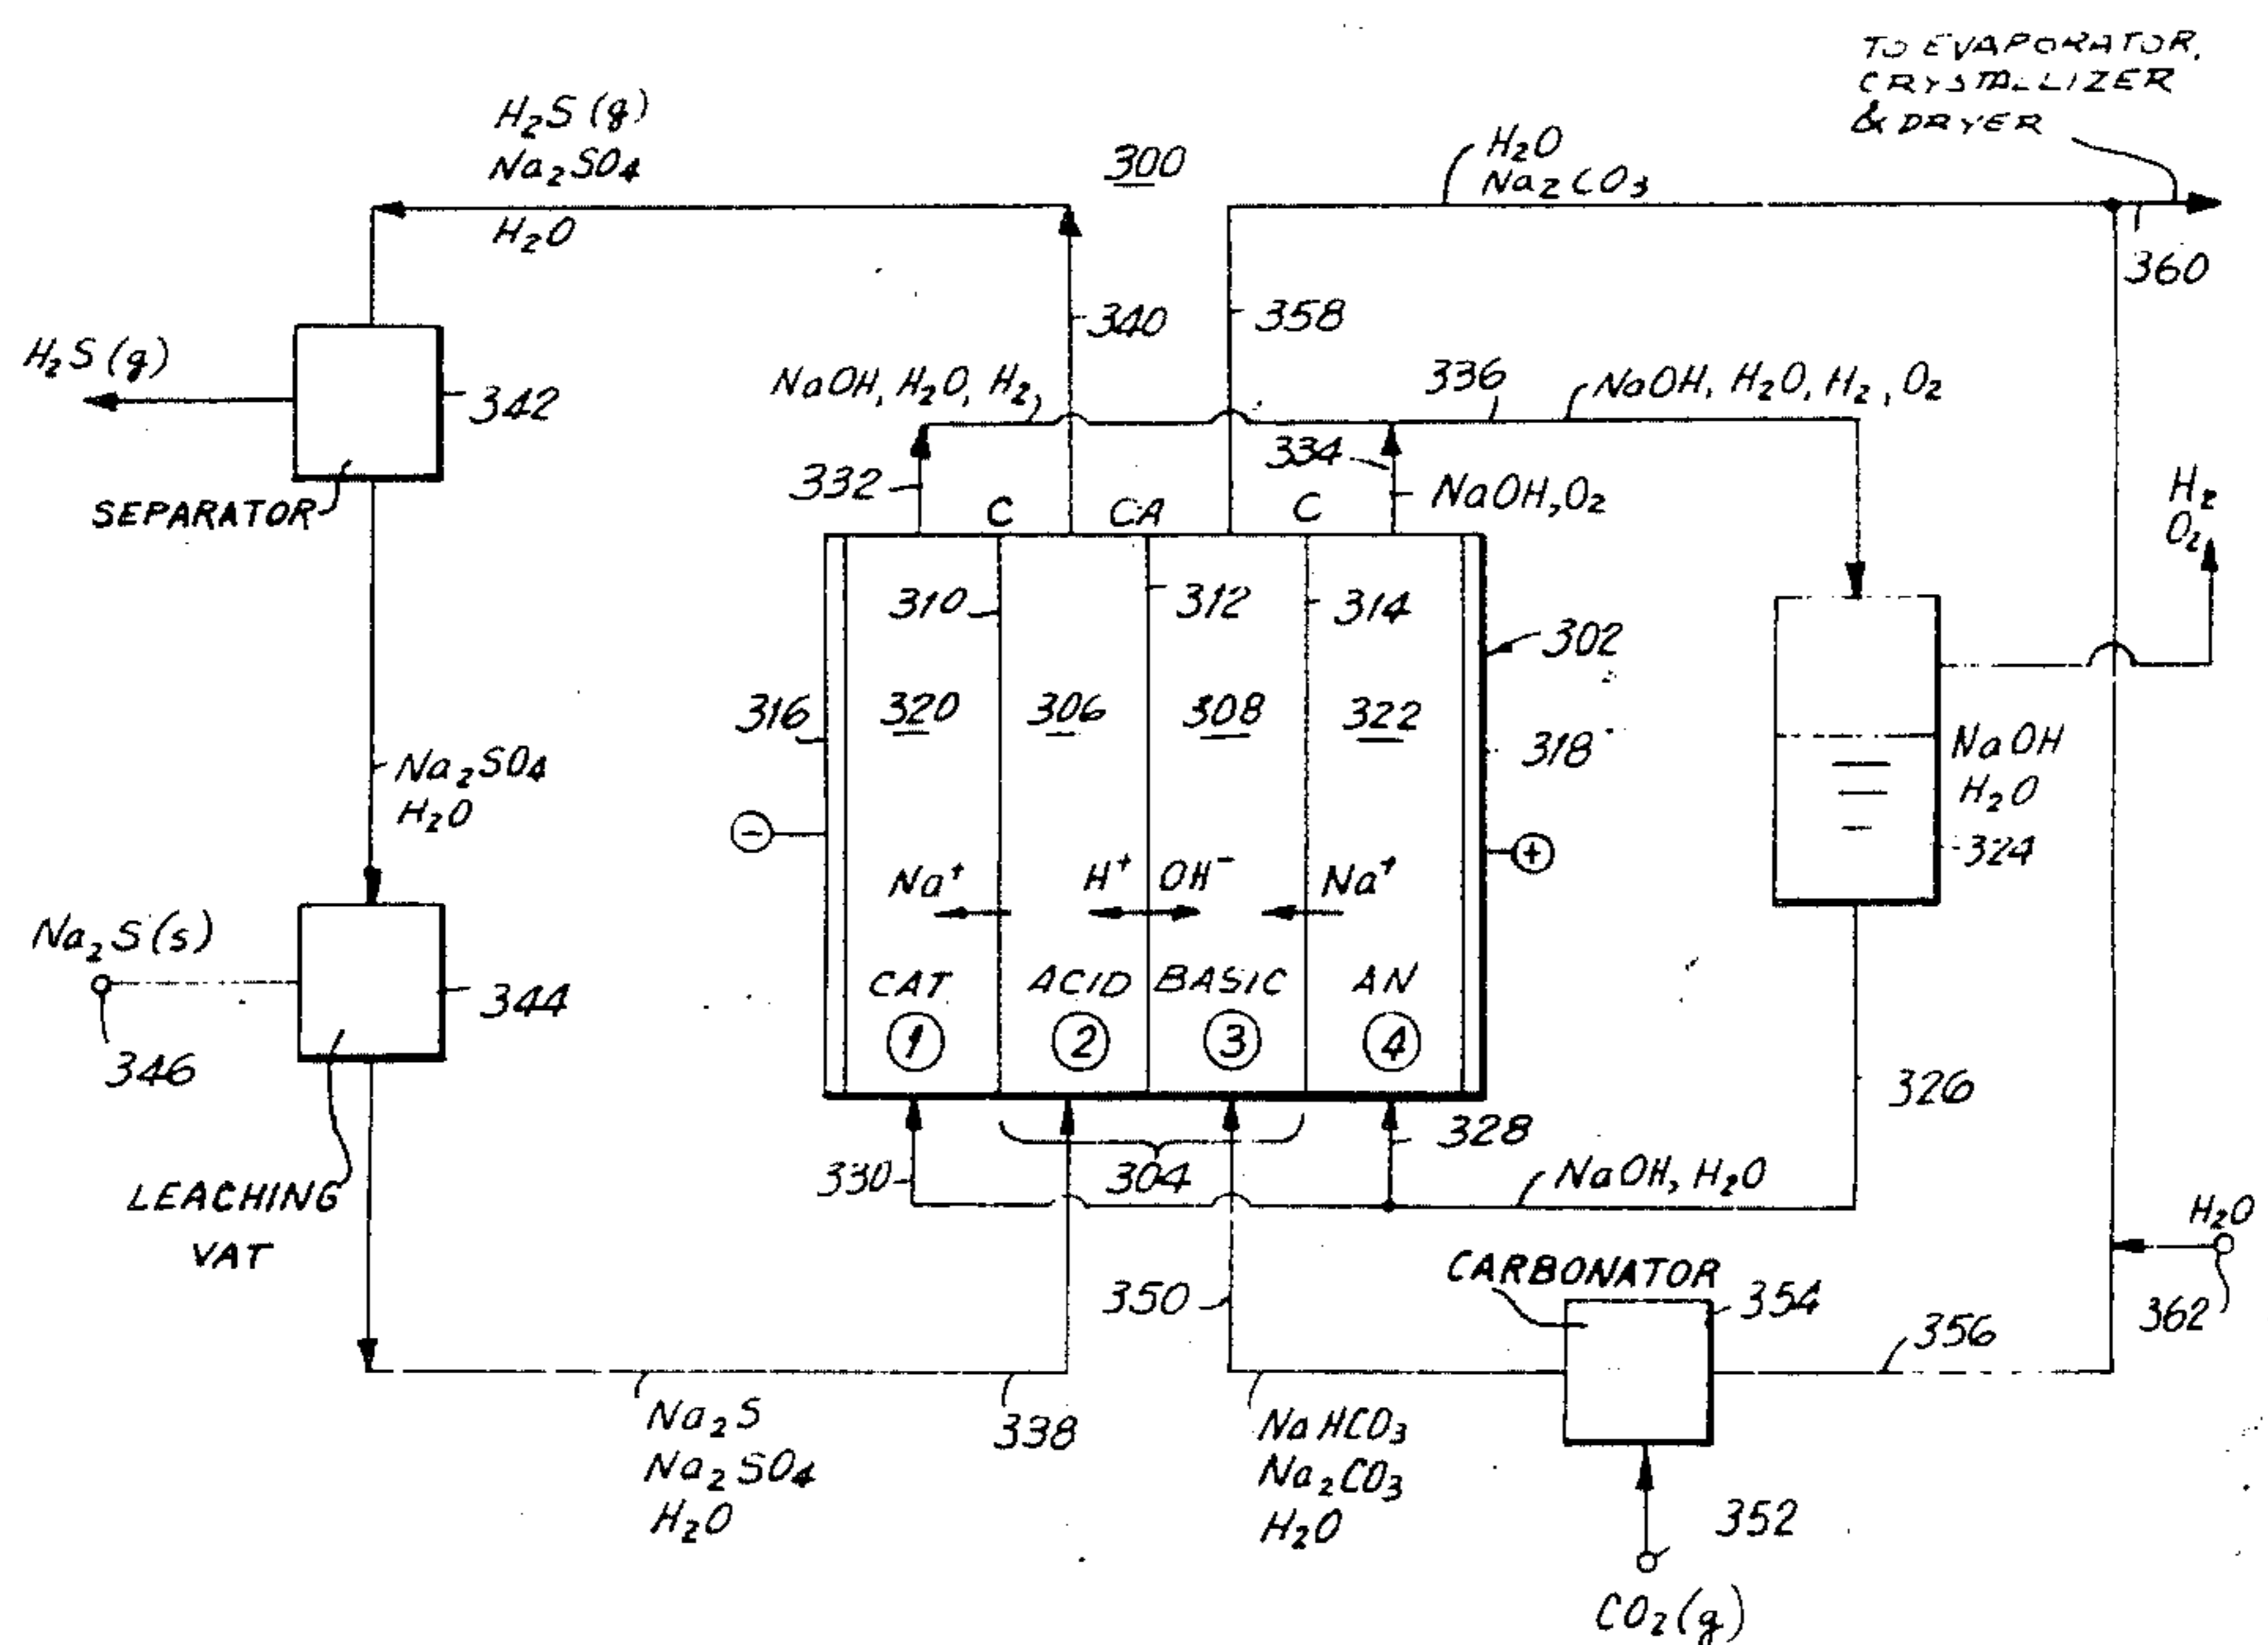 TO EVAPORATOR,
CRYSTALLIZER
& DRYER
H₂S (g)
Na₂SO₄
H₂O
300
H₂O
Na₂CO₃
360
340
358
H₂S (g)
342
SEPARATOR
NaOH, H₂O, H₂,
336
NaOH, H₂O, H₂, O₂
332
334
NaOH, O₂
C
CA
C
H₂
O₂
310
312
314
302
316
320
306
308
322
318
Na₂SO₄
H₂O
NaOH
H₂O
324
-
+
Na⁺
H⁺
OH⁻
Na⁺
Na₂S(s)
344
346
CAT
ACID
BASIC
AN
1
2
3
4
326
328
330
304
NaOH, H₂O
LEACHING
VAT
H₂O
362
350
CARBONATOR
354
356
Na₂S
Na₂SO₄
H₂O
338
NaHCO₃
Na₂CO₃
H₂O
352
CO₂(g)